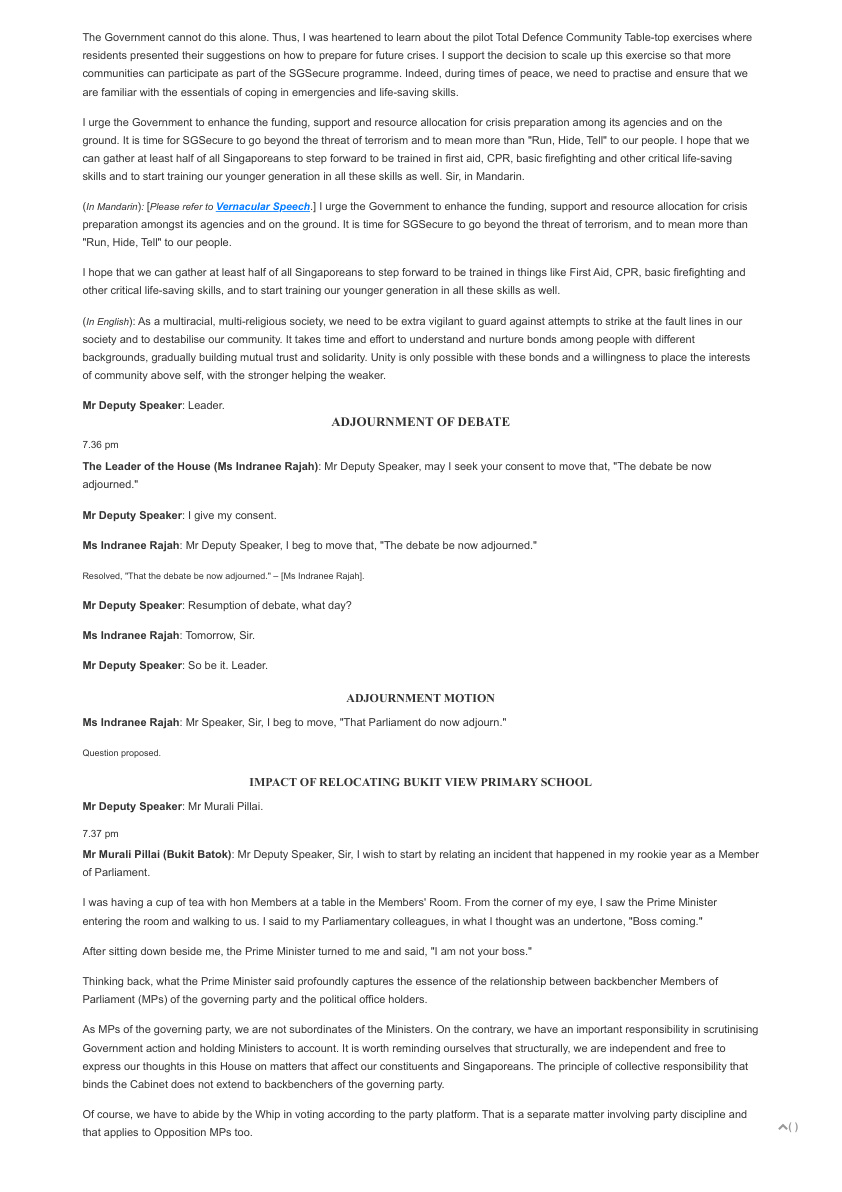 The Government cannot do this alone. Thus, I was heartened to learn about the pilot Total Defence Community Table-top exercises where
residents presented their suggestions on how to prepare for future crises. I support the decision to scale up this exercise so that more
communities can participate as part of the SGSecure programme. Indeed, during times of peace, we need to practise and ensure that we
are familiar with the essentials of coping in emergencies and life-saving skills.
I urge the Government to enhance the funding, support and resource allocation for crisis preparation among its agencies and on the
ground. It is time for SGSecure to go beyond the threat of terrorism and to mean more than "Run, Hide, Tell" to our people. I hope that we
can gather at least half of all Singaporeans to step forward to be trained in first aid, CPR, basic firefighting and other critical life-saving
skills and to start training our younger generation in all these skills as well. Sir, in Mandarin.
(In Mandarin): [Please refer to Vernacular Speech.] I urge the Government to enhance the funding, support and resource allocation for crisis
preparation amongst its agencies and on the ground. It is time for SGSecure to go beyond the threat of terrorism, and to mean more than
"Run, Hide, Tell" to our people.
I hope that we can gather at least half of all Singaporeans to step forward to be trained in things like First Aid, CPR, basic firefighting and
other critical life-saving skills, and to start training our younger generation in all these skills as well.
(In English): As a multiracial, multi-religious society, we need to be extra vigilant to guard against attempts to strike at the fault lines in our
society and to destabilise our community. It takes time and effort to understand and nurture bonds among people with different
backgrounds, gradually building mutual trust and solidarity. Unity is only possible with these bonds and a willingness to place the interests
of community above self, with the stronger helping the weaker.
Mr Deputy Speaker: Leader.
ADJOURNMENT OF DEBATE
7.36 pm
The Leader of the House (Ms Indranee Rajah): Mr Deputy Speaker, may I seek your consent to move that, "The debate be now
adjourned."
Mr Deputy Speaker: I give my consent.
Ms Indranee Rajah: Mr Deputy Speaker, I beg to move that, "The debate be now adjourned."
Resolved, "That the debate be now adjourned." – [Ms Indranee Rajah].
Mr Deputy Speaker: Resumption of debate, what day?
Ms Indranee Rajah: Tomorrow, Sir.
Mr Deputy Speaker: So be it. Leader.
ADJOURNMENT MOTION
Ms Indranee Rajah: Mr Speaker, Sir, I beg to move, "That Parliament do now adjourn."
Question proposed.
IMPACT OF RELOCATING BUKIT VIEW PRIMARY SCHOOL
Mr Deputy Speaker: Mr Murali Pillai.
7.37 pm
Mr Murali Pillai (Bukit Batok): Mr Deputy Speaker, Sir, I wish to start by relating an incident that happened in my rookie year as a Member
of Parliament.
I was having a cup of tea with hon Members at a table in the Members' Room. From the corner of my eye, I saw the Prime Minister
entering the room and walking to us. I said to my Parliamentary colleagues, in what I thought was an undertone, "Boss coming."
After sitting down beside me, the Prime Minister turned to me and said, "I am not your boss."
Thinking back, what the Prime Minister said profoundly captures the essence of the relationship between backbencher Members of
Parliament (MPs) of the governing party and the political office holders.
As MPs of the governing party, we are not subordinates of the Ministers. On the contrary, we have an important responsibility in scrutinising
Government action and holding Ministers to account. It is worth reminding ourselves that structurally, we are independent and free to
express our thoughts in this House on matters that affect our constituents and Singaporeans. The principle of collective responsibility that
binds the Cabinet does not extend to backbenchers of the governing party.
Of course, we have to abide by the Whip in voting according to the party platform. That is a separate matter involving party discipline and
that applies to Opposition MPs too.
( )